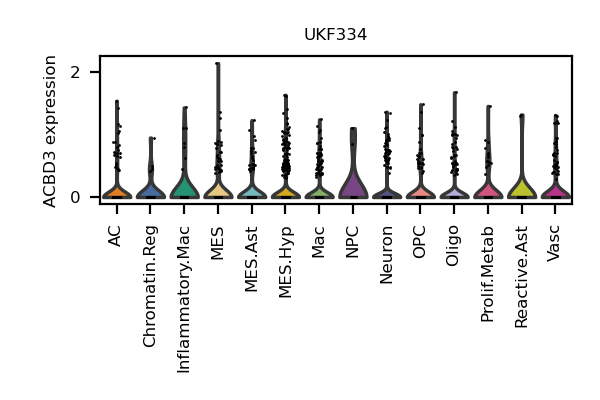 UKF334
ACBD3 expression
2
0
AC
Chromatin.Reg
Inflammatory.Mac
MES
MES.Ast
MES.Hyp
Mac
NPC
Neuron
OPC
Oligo
Prolif.Metab
Reactive.Ast
Vasc